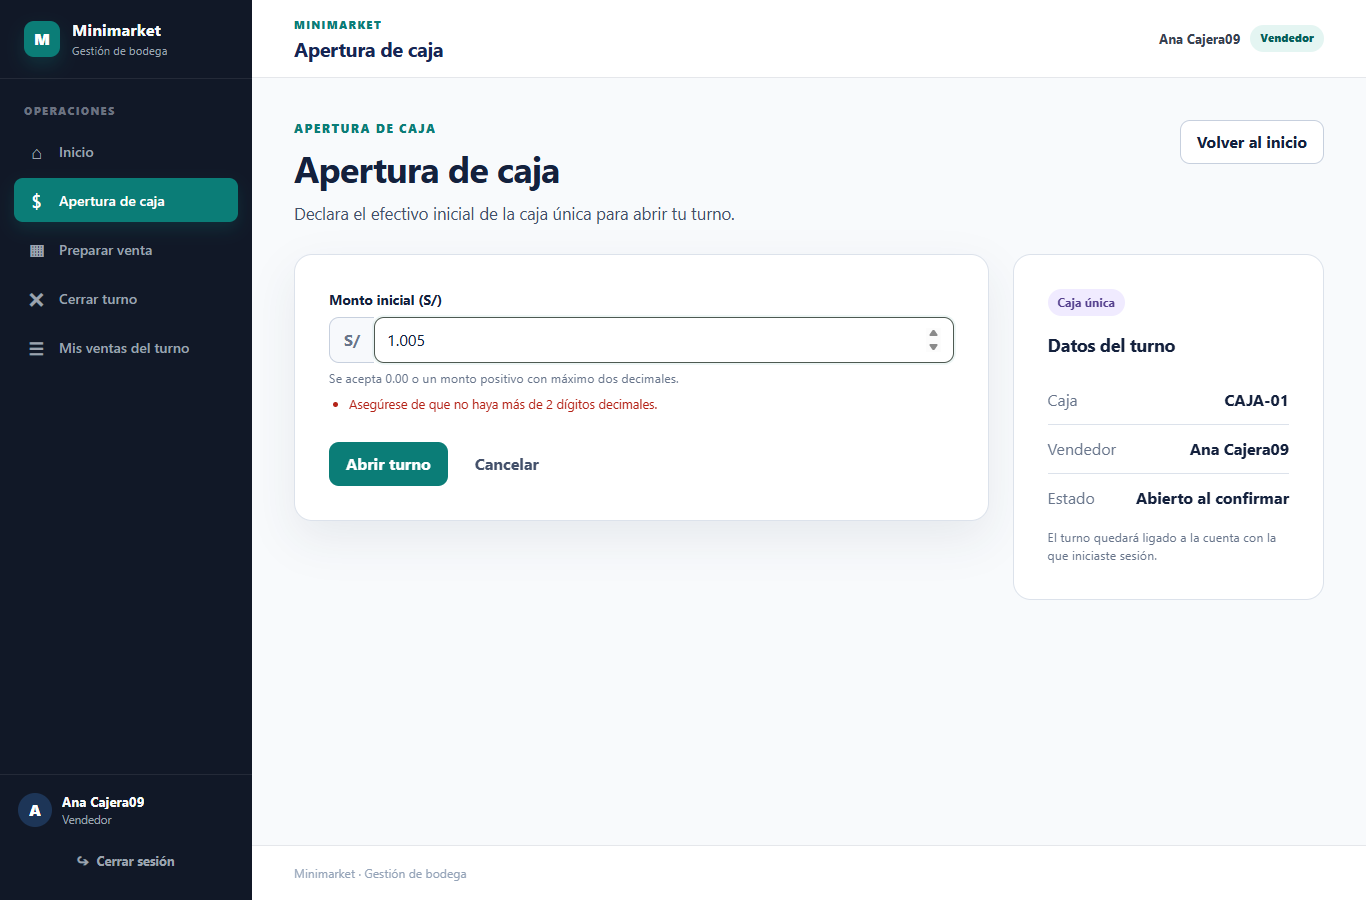 M
Minimarket
Gestión de bodega
OPERACIONES
Inicio
$ Apertura de caja
Preparar venta
Cerrar turno
Mis ventas del turno
A
Ana Cajera09
Vendedor
Cerrar sesión
MINIMARKET
Apertura de caja
Ana Cajera09
Vendedor
APERTURA DE CAJA
Apertura de caja
Declara el efectivo inicial de la caja única para abrir tu turno.
Volver al inicio
Monto inicial (S/)
S/ 1.005
Se acepta 0.00 o un monto positivo con máximo dos decimales.
• Asegúrese de que no haya más de 2 dígitos decimales.
Abrir turno
Cancelar
Caja única
Datos del turno
Caja CAJA-01
Vendedor Ana Cajera09
Estado Abierto al confirmar
El turno quedará ligado a la cuenta con la
que iniciaste sesión.
Minimarket · Gestión de bodega